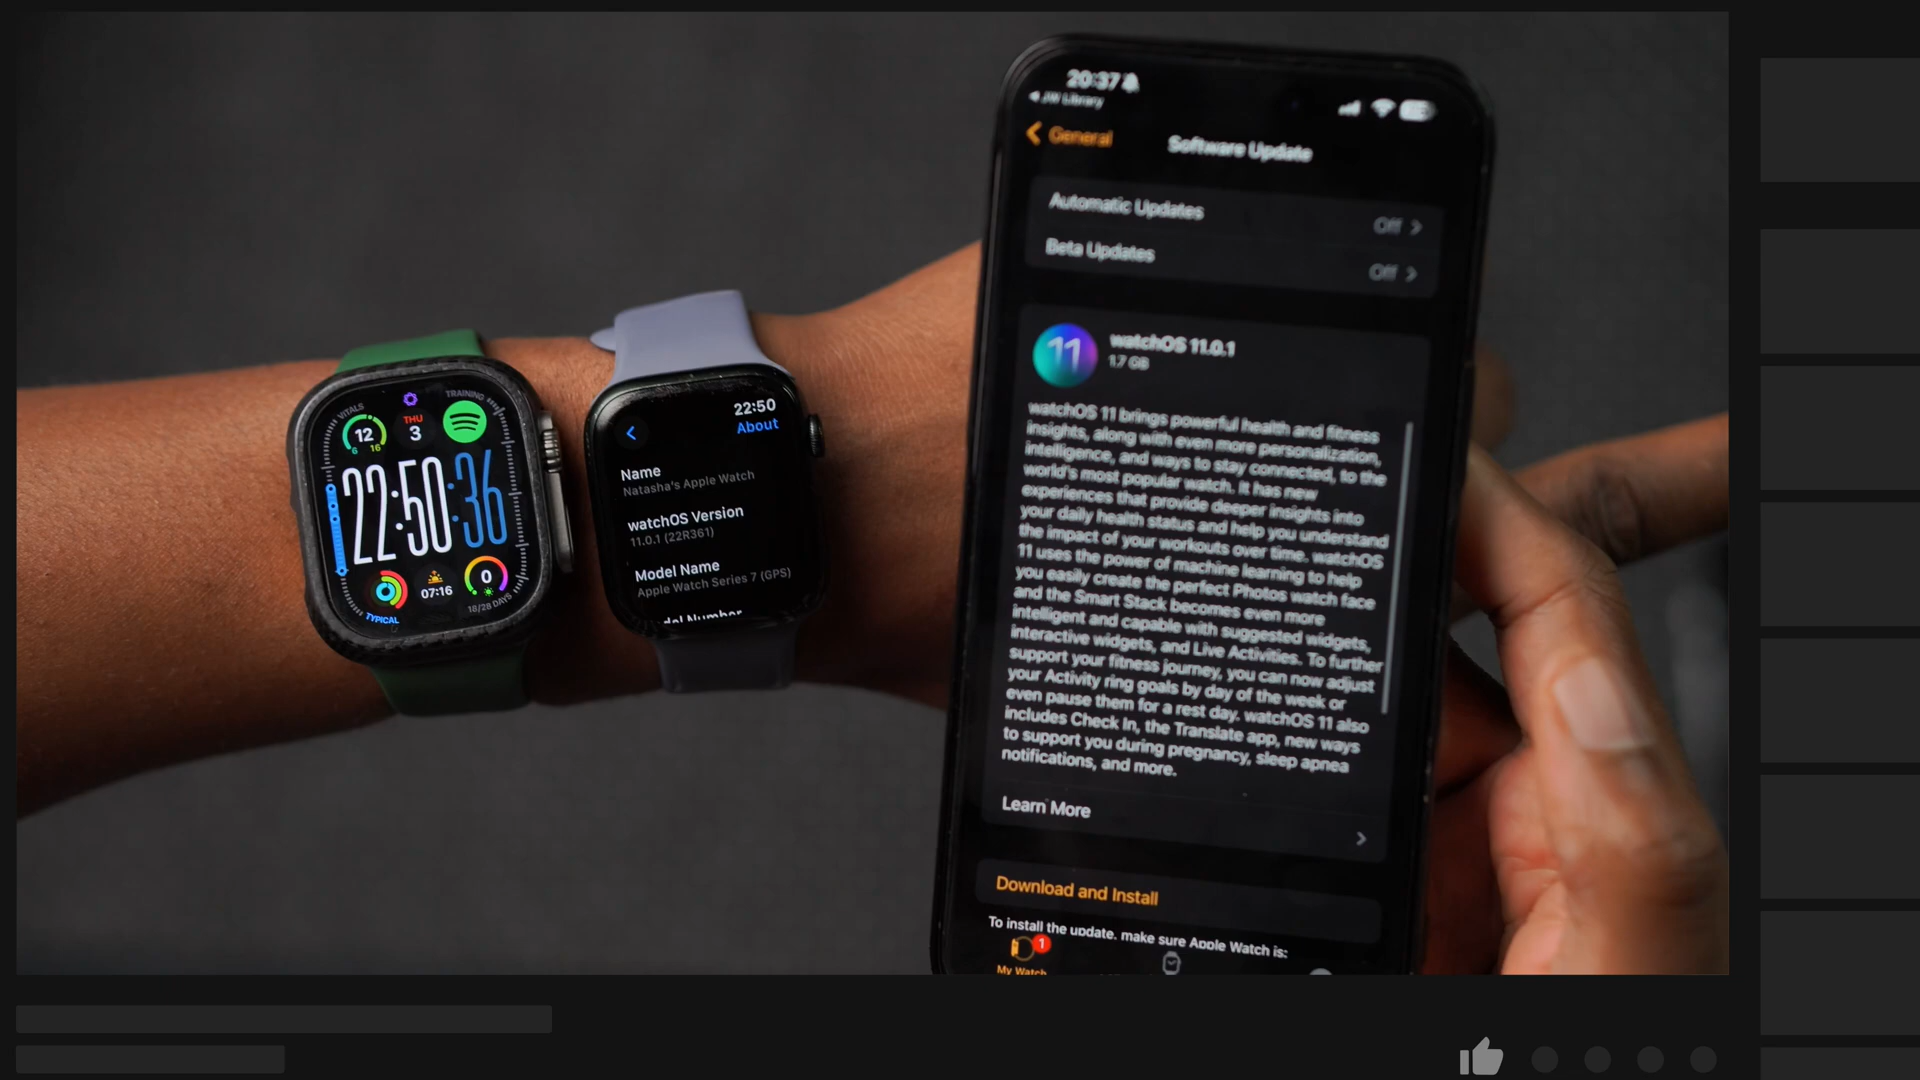 VITALS
TRAINING
12
6 16
THU
3
22:50:36
07:16
0
TYPICAL
18/28 DAYS
22:50
About
Name
Natasha's Apple Watch
watchOS Version
11.0.1 (22R361)
Model Name
Apple Watch Series 7 (GPS)
20:37
JW Library
General
Software Update
Automatic Updates
Off
Beta Updates
Off
11
watchOS 11.0.1
1.7 GB
watchOS 11 brings powerful health and fitness
insights, along with even more personalization,
intelligence, and ways to stay connected, to the
world's most popular watch. It has new
experiences that provide deeper insights into
your daily health status and help you understand
the impact of your workouts over time. watchOS
11 uses the power of machine learning to help
you easily create the perfect Photos watch face
and the Smart Stack becomes even more
intelligent and capable with suggested widgets,
interactive widgets, and Live Activities. To further
support your fitness journey, you can now adjust
your Activity ring goals by day of the week or
even pause them for a rest day. watchOS 11 also
includes Check In, the Translate app, new ways
to support you during pregnancy, sleep apnea
notifications, and more.
Learn More
Download and Install
To install the update, make sure Apple Watch is:
1
My Watch